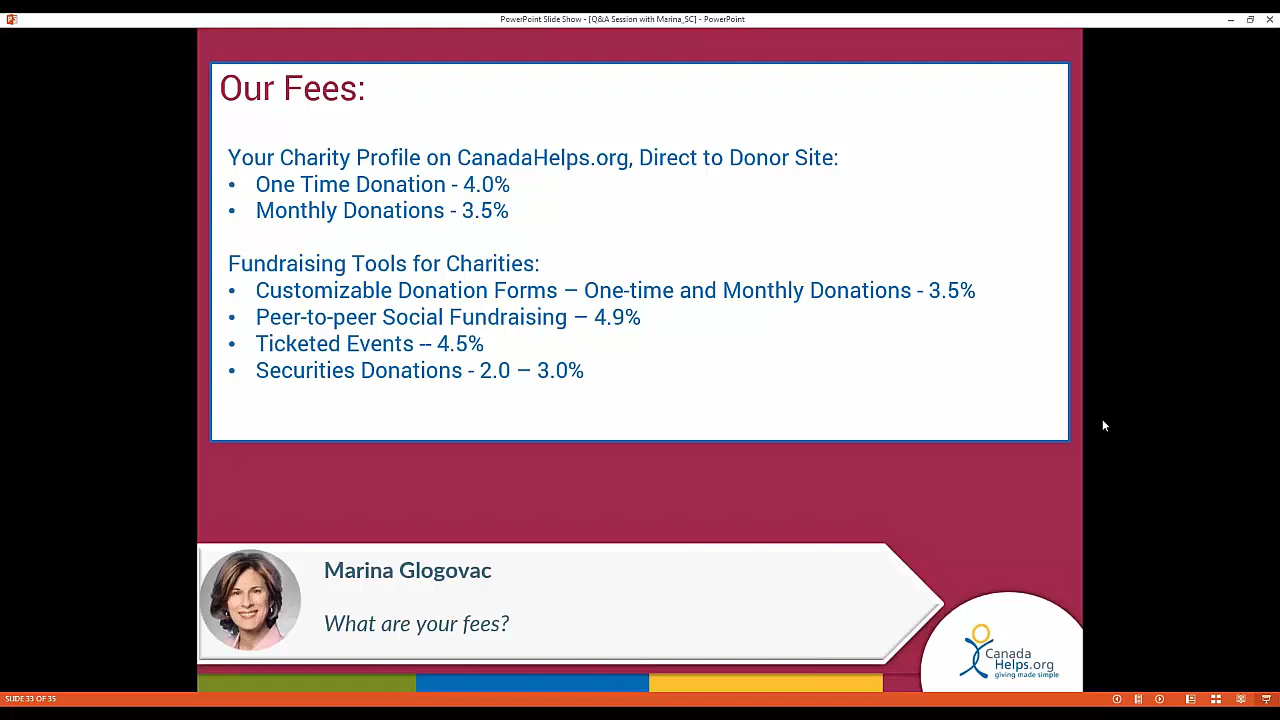 PowerPoint Slide Show - [Q&A Session with Marina_SC] - PowerPoint
Our Fees:
Your Charity Profile on CanadaHelps.org, Direct to Donor Site:
• One Time Donation - 4.0%
• Monthly Donations - 3.5%
Fundraising Tools for Charities:
• Customizable Donation Forms – One-time and Monthly Donations - 3.5%
• Peer-to-peer Social Fundraising – 4.9%
• Ticketed Events -- 4.5%
• Securities Donations - 2.0 – 3.0%
Marina Glogovac
What are your fees?
Canada
Helps.org
giving made simple
SLIDE 33 OF 35